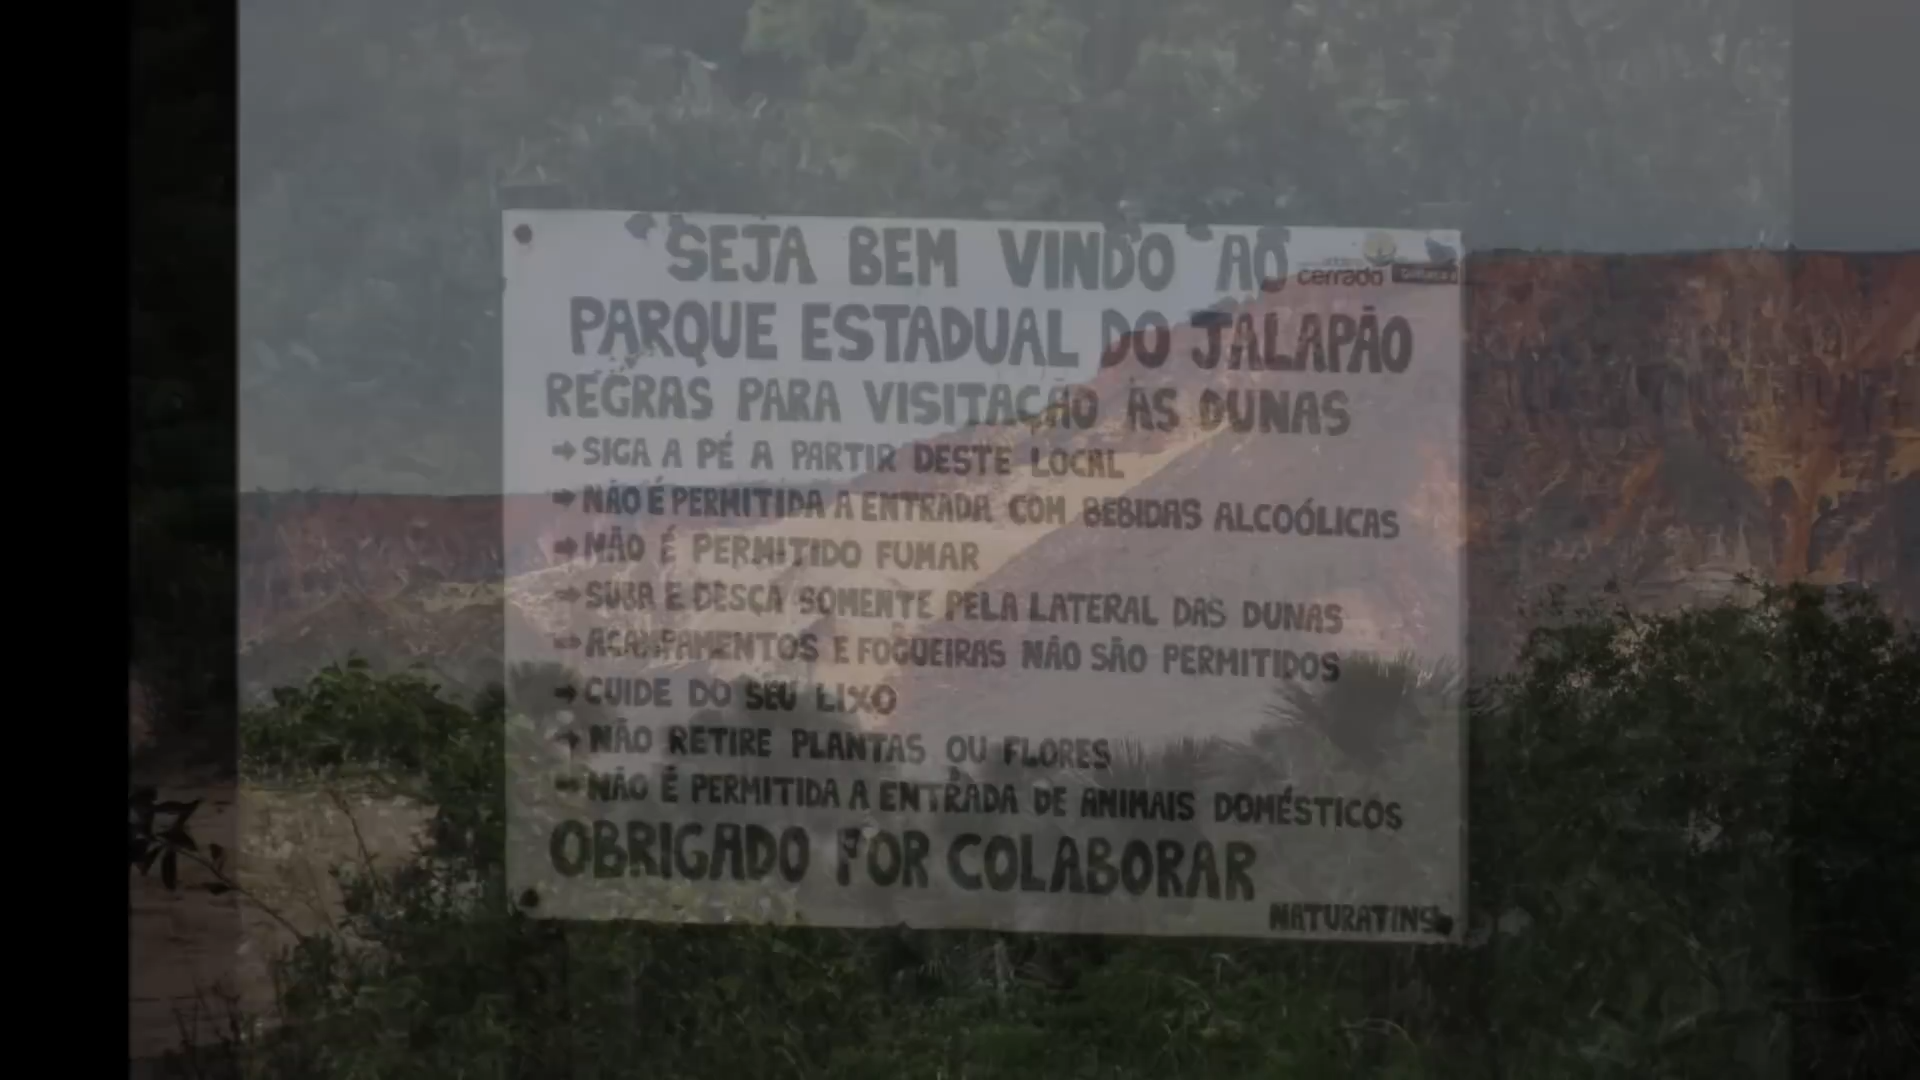 SEJA BEM VINDO AO
cerrado
PARQUE ESTADUAL DO JALAPÃO
REGRAS PARA VISITAÇÃO AS DUNAS
➔ SIGA A PÉ A PARTIR DESTE LOCAL
➔ NÃO É PERMITIDA A ENTRADA COM BEBIDAS ALCOÓLICAS
➔ NÃO É PERMITIDO FUMAR
➔ SUBA E DESÇA SOMENTE PELA LATERAL DAS DUNAS
➔ ACAMPAMENTOS E FOGUEIRAS NÃO SÃO PERMITIDOS
➔ CUIDE DO SEU LIXO
➔ NÃO RETIRE PLANTAS OU FLORES
➔ NÃO É PERMITIDA A ENTRADA DE ANIMAIS DOMÉSTICOS
OBRIGADO POR COLABORAR
NATURATINS